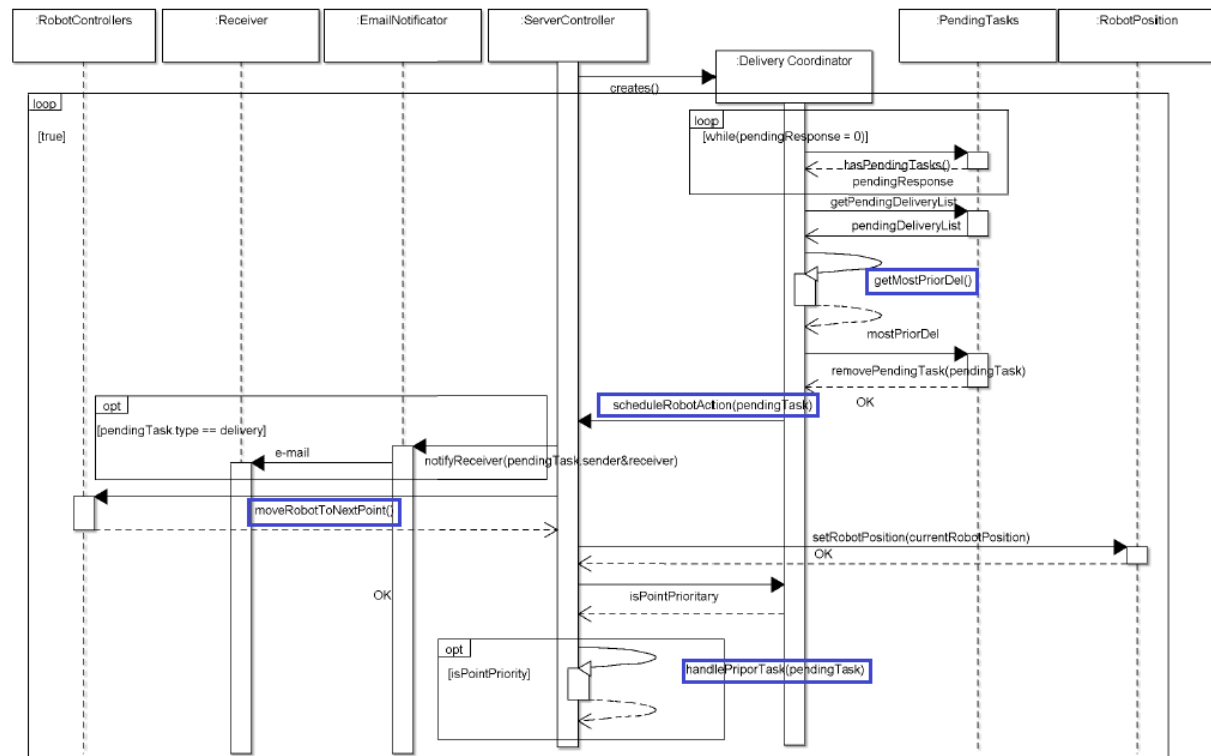 :RobotControllers
:Receiver
:EmailNotificator
:ServerController
:PendingTasks
:RobotPosition
:Delivery Coordinator
creates()
loop
[true]
loop
[while(pendingResponse = 0)]
hasPendingTasks()
pendingResponse
getPendingDeliveryList
pendingDeliveryList
getMostPriorDel()
mostPriorDel
removePendingTask(pendingTask)
OK
scheduleRobotAction(pendingTask)
opt
[pendingTask.type == delivery]
e-mail
notifyReceiver(pendingTask.sender&receiver)
moveRobotToNextPoint()
setRobotPosition(currentRobotPosition)
OK
OK
isPointPrioritary
opt
[isPointPriority]
handlePriporTask(pendingTask)